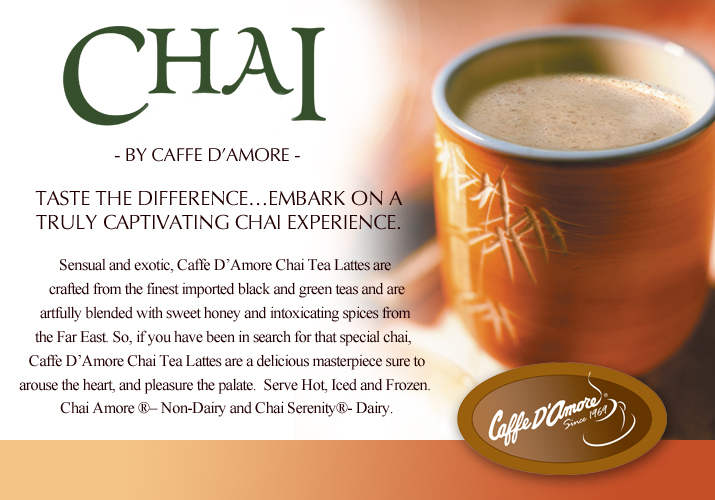 CHAI
- BY CAFFE D'AMORE -
TASTE THE DIFFERENCE...EMBARK ON A
TRULY CAPTIVATING CHAI EXPERIENCE.
Sensual and exotic, Caffe D'Amore Chai Tea Lattes are
crafted from the finest imported black and green teas and are
artfully blended with sweet honey and intoxicating spices from
the Far East. So, if you have been in search for that special chai,
Caffe D'Amore Chai Tea Lattes are a delicious masterpiece sure to
arouse the heart, and pleasure the palate. Serve Hot, Iced and Frozen.
Chai Amore ®– Non-Dairy and Chai Serenity®- Dairy.
Caffe D'Amore®
Since 1969